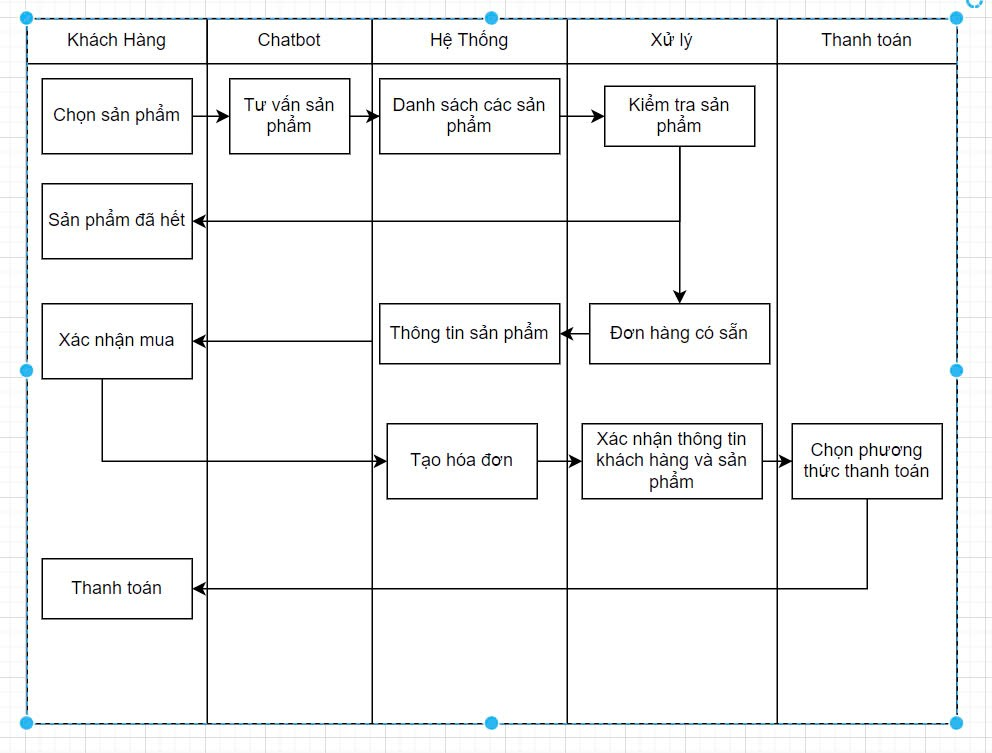 Khách Hàng
Chatbot
Hệ Thống
Xử lý
Thanh toán
Chọn sản phẩm
Tư vấn sản
phẩm
Danh sách các sản
phẩm
Kiểm tra sản
phẩm
Sản phẩm đã hết
Xác nhận mua
Thông tin sản phẩm
Đơn hàng có sẵn
Tạo hóa đơn
Xác nhận thông tin
khách hàng và sản
phẩm
Chọn phương
thức thanh toán
Thanh toán